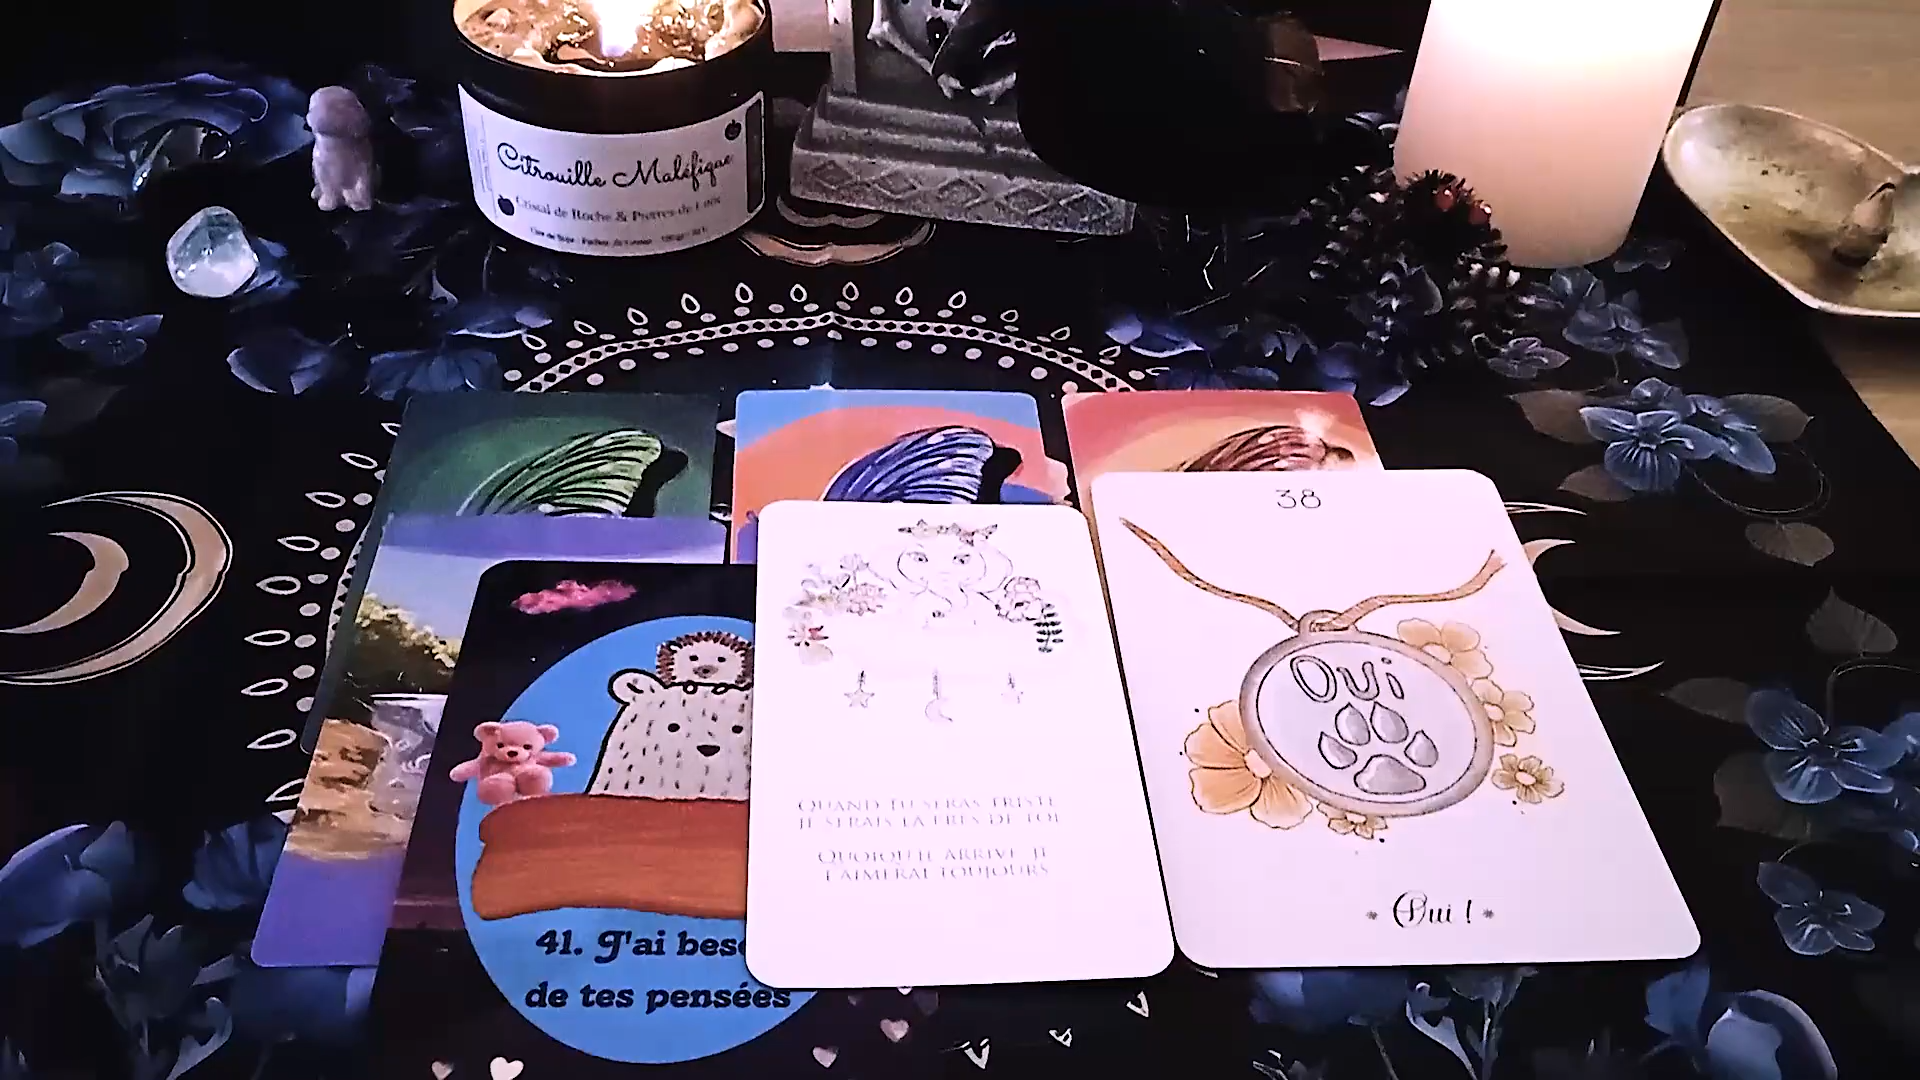 Citrouille Maléfique
Cristal de Roche & Pierres de Lune
38
Oui
QUAND TU SERAS TRISTE
JE SERAIS LA PRES DE TOI
QUOIQU'IL ARRIVE, JE
T'AIMERAI TOUJOURS
Oui !
41. J'ai beso
de tes pensées